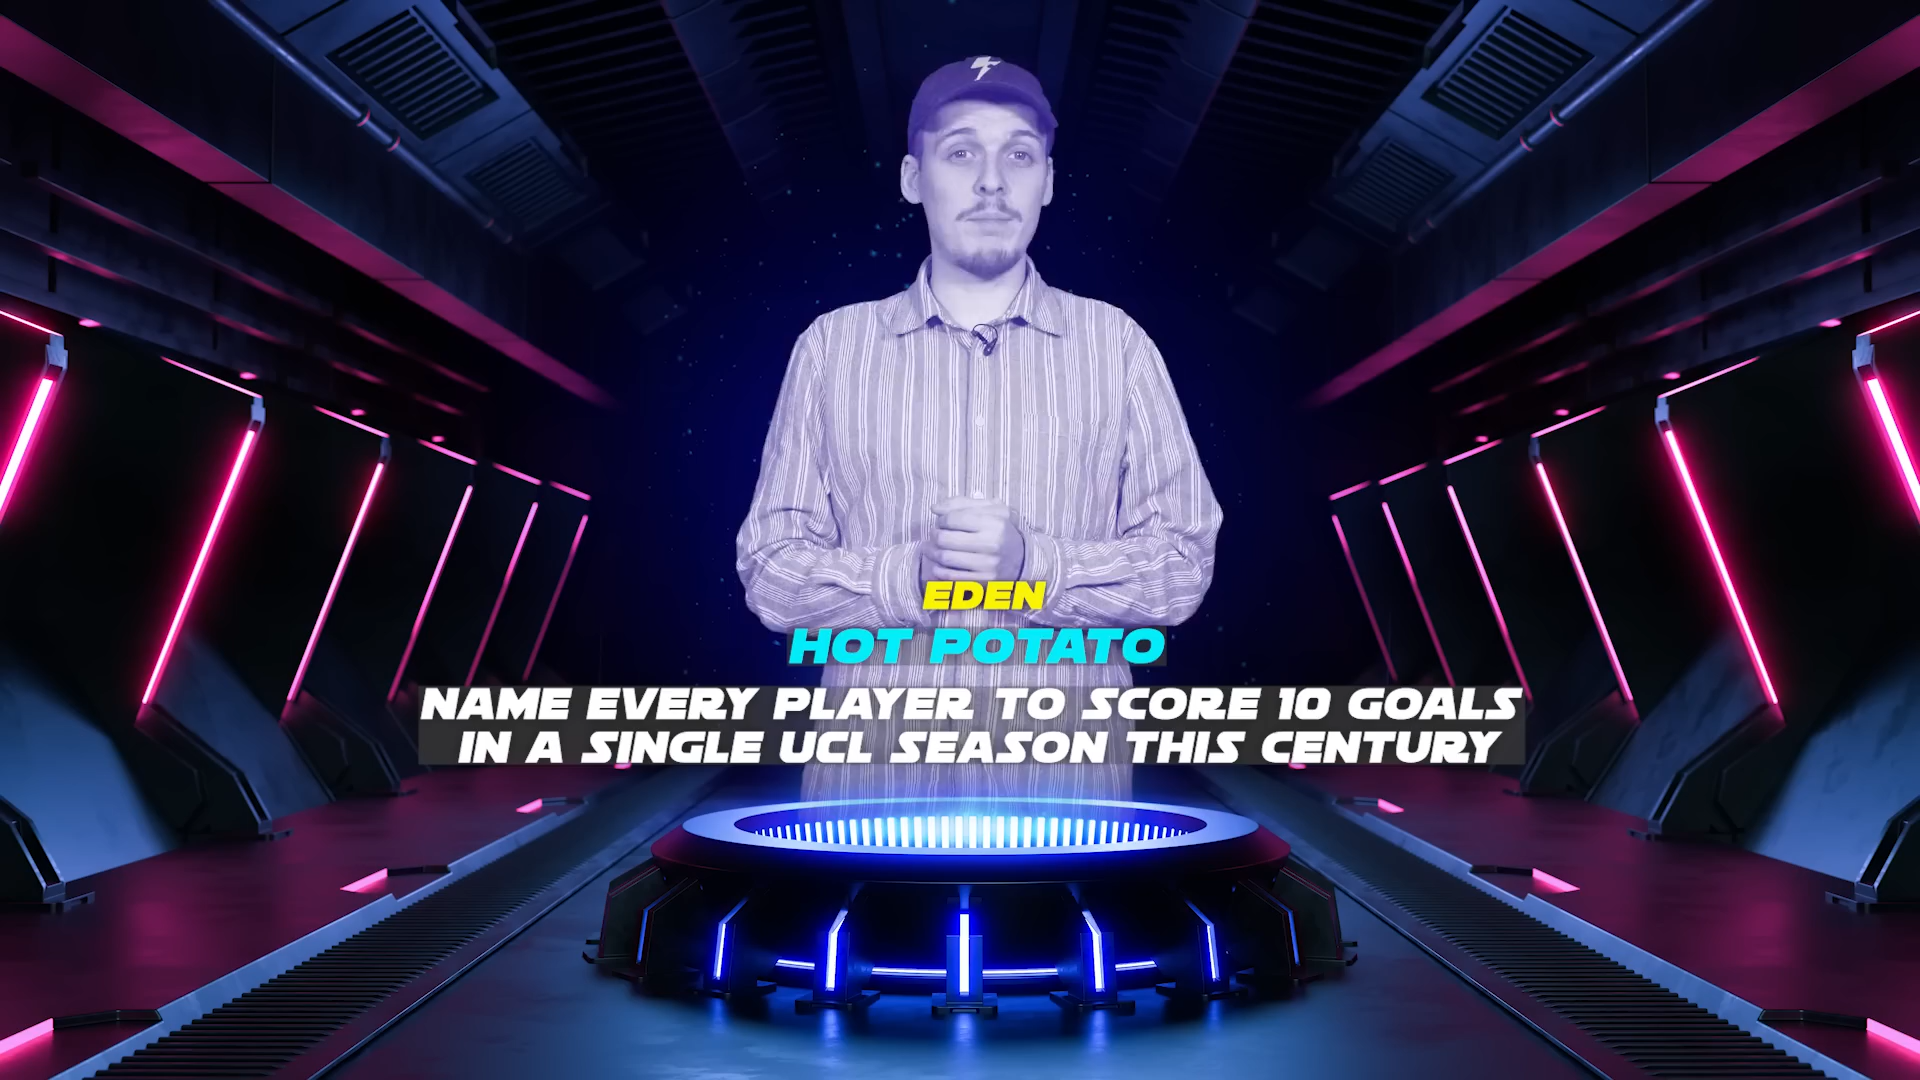 EDEN
HOT POTATO
NAME EVERY PLAYER TO SCORE 10 GOALS
IN A SINGLE UCL SEASON THIS CENTURY